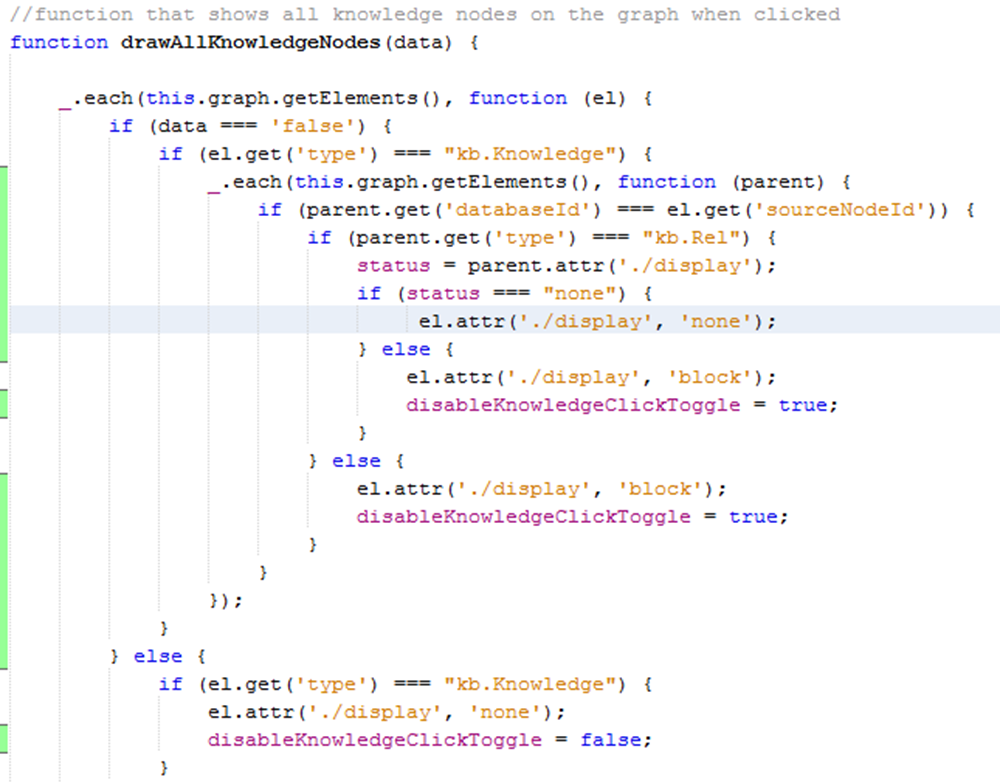 //function that shows all knowledge nodes on the graph when clicked
function drawAllKnowledgeNodes(data) {
_.each(this.graph.getElements(), function (el) {
if (data === 'false') {
if (el.get('type') === "kb.Knowledge") {
_.each(this.graph.getElements(), function (parent) {
if (parent.get('databaseId') === el.get('sourceNodeId')) {
if (parent.get('type') === "kb.Rel") {
status = parent.attr('./display');
if (status === "none") {
el.attr('./display', 'none');
} else {
el.attr('./display', 'block');
disableKnowledgeClickToggle = true;
}
} else {
el.attr('./display', 'block');
disableKnowledgeClickToggle = true;
}
}
});
}
} else {
if (el.get('type') === "kb.Knowledge") {
el.attr('./display', 'none');
disableKnowledgeClickToggle = false;
}